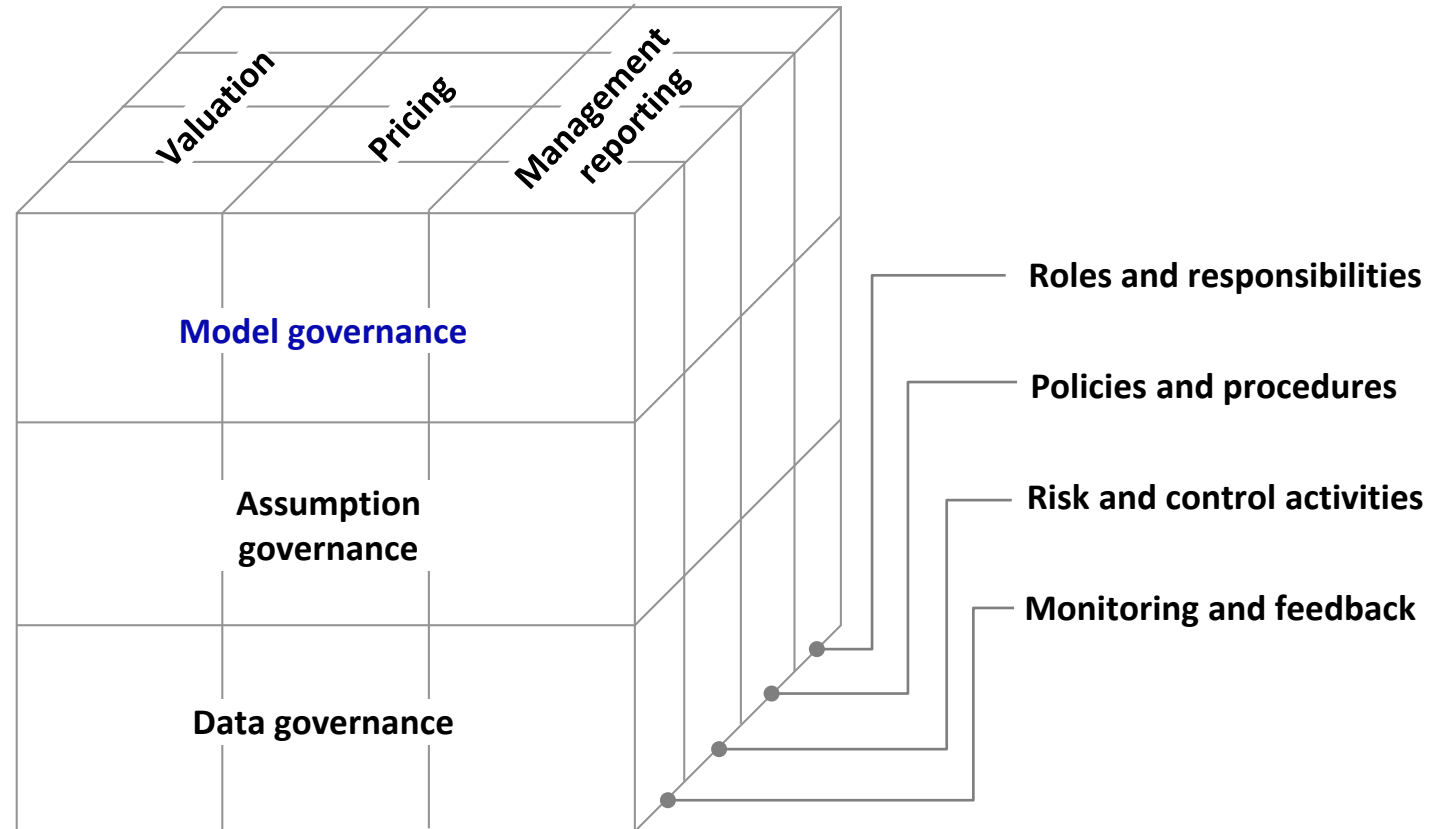 Valuation
Pricing
Management
reporting
Model governance
Assumption
governance
Data governance
Roles and responsibilities
Policies and procedures
Risk and control activities
Monitoring and feedback